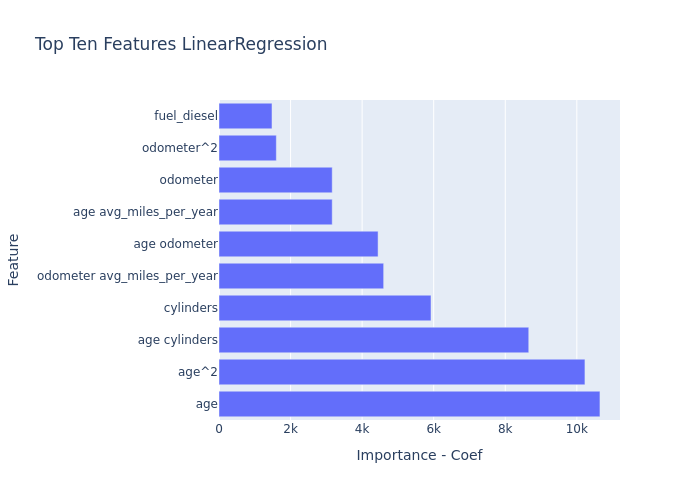 Top Ten Features LinearRegression
fuel_diesel
odometer^2
odometer
age avg_miles_per_year
age odometer
odometer avg_miles_per_year
cylinders
age cylinders
age^2
age
Feature
0 2k 4k 6k 8k 10k
Importance - Coef